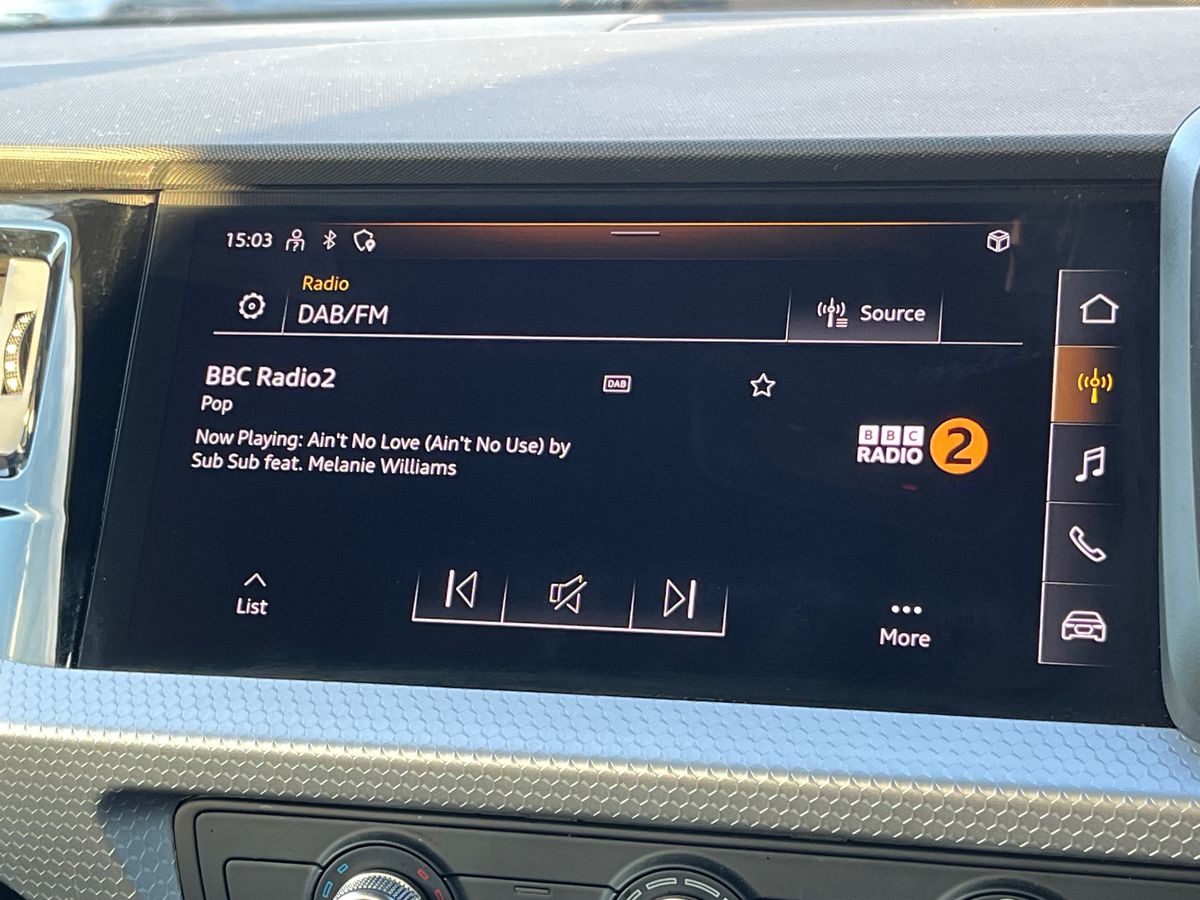 15:03
Radio
DAB/FM
Source
BBC Radio2
DAB
Pop
Now Playing: Ain't No Love (Ain't No Use) by
Sub Sub feat. Melanie Williams
BBC
RADIO 2
List
More